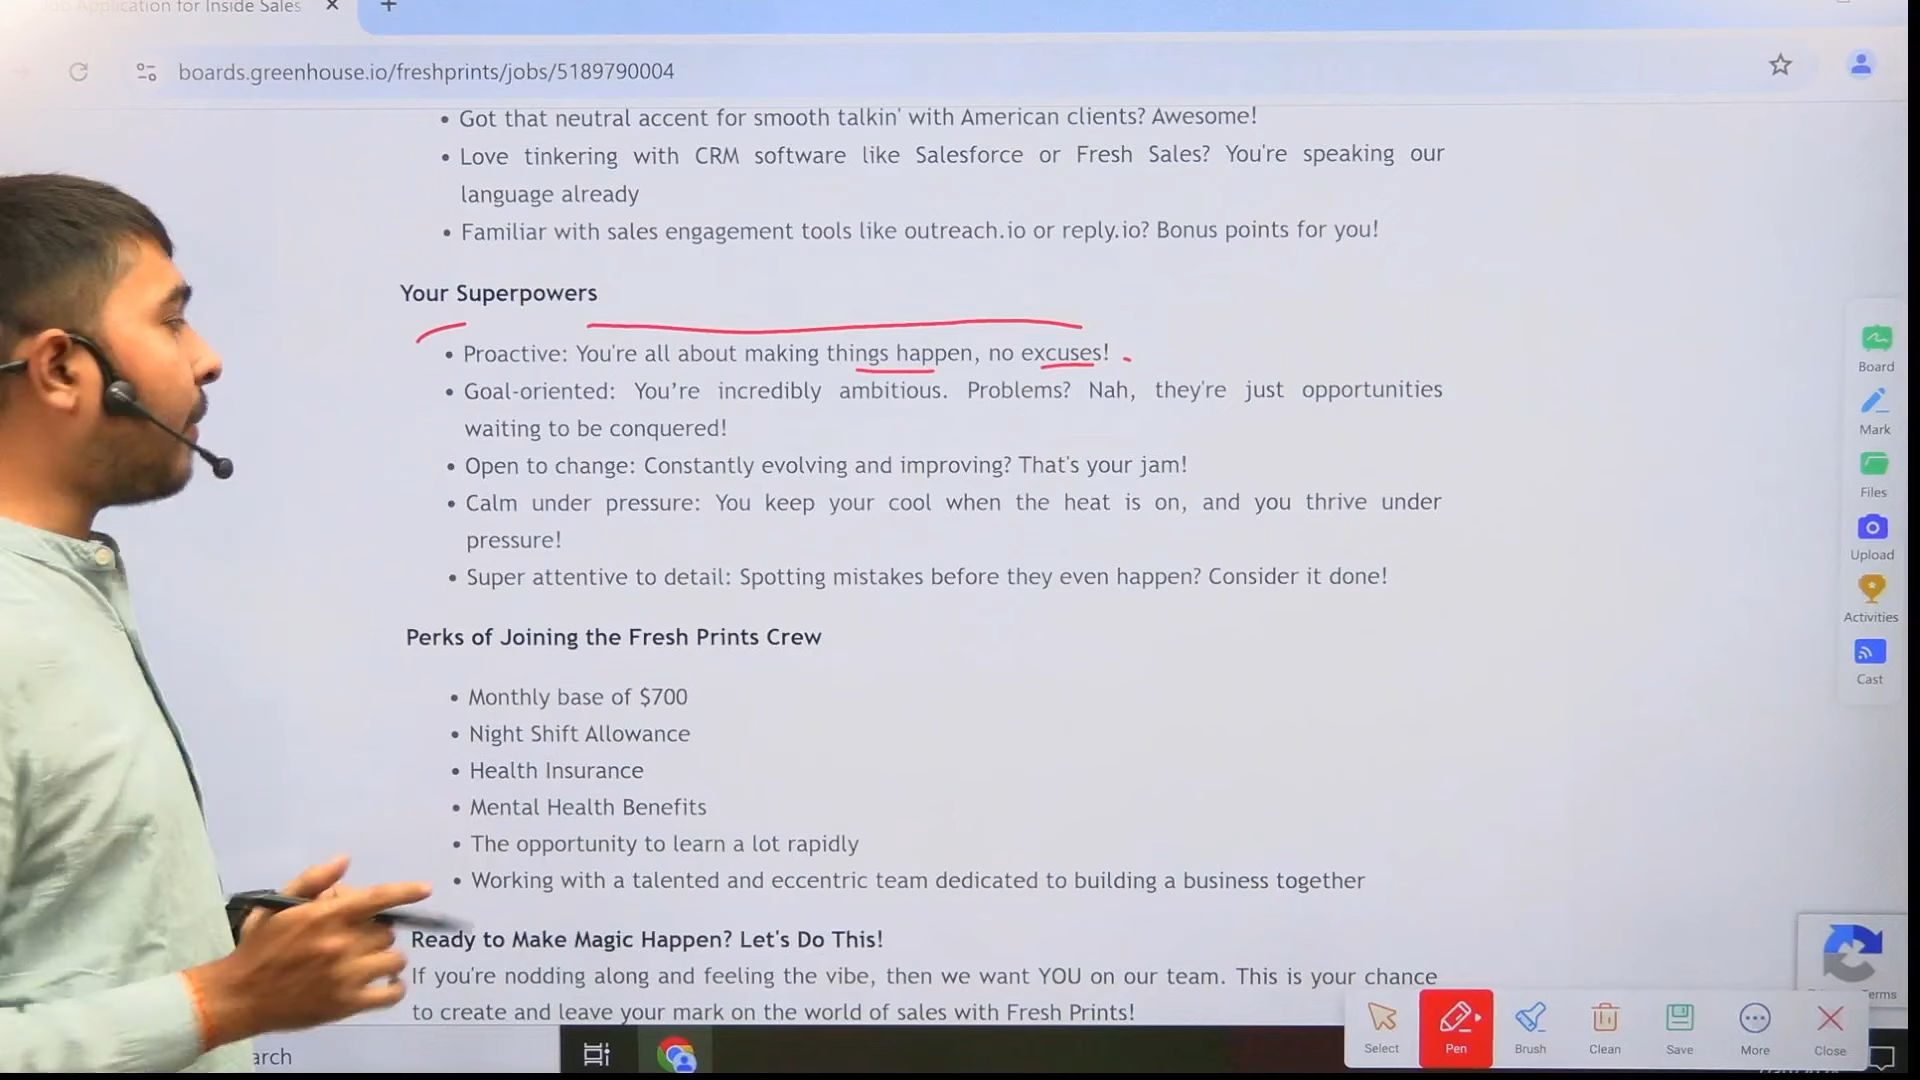 Job Application for Inside Sales
boards.greenhouse.io/freshprints/jobs/5189790004
• Got that neutral accent for smooth talkin' with American clients? Awesome!
• Love tinkering with CRM software like Salesforce or Fresh Sales? You're speaking our
language already
• Familiar with sales engagement tools like outreach.io or reply.io? Bonus points for you!
Your Superpowers
• Proactive: You're all about making things happen, no excuses!
• Goal-oriented: You’re incredibly ambitious. Problems? Nah, they're just opportunities
waiting to be conquered!
• Open to change: Constantly evolving and improving? That's your jam!
• Calm under pressure: You keep your cool when the heat is on, and you thrive under
pressure!
• Super attentive to detail: Spotting mistakes before they even happen? Consider it done!
Perks of Joining the Fresh Prints Crew
• Monthly base of $700
• Night Shift Allowance
• Health Insurance
• Mental Health Benefits
• The opportunity to learn a lot rapidly
• Working with a talented and eccentric team dedicated to building a business together
Ready to Make Magic Happen? Let's Do This!
If you're nodding along and feeling the vibe, then we want YOU on our team. This is your chance
to create and leave your mark on the world of sales with Fresh Prints!
Board
Mark
Files
Upload
Activities
Cast
Select
Pen
Brush
Clean
Save
More
Close